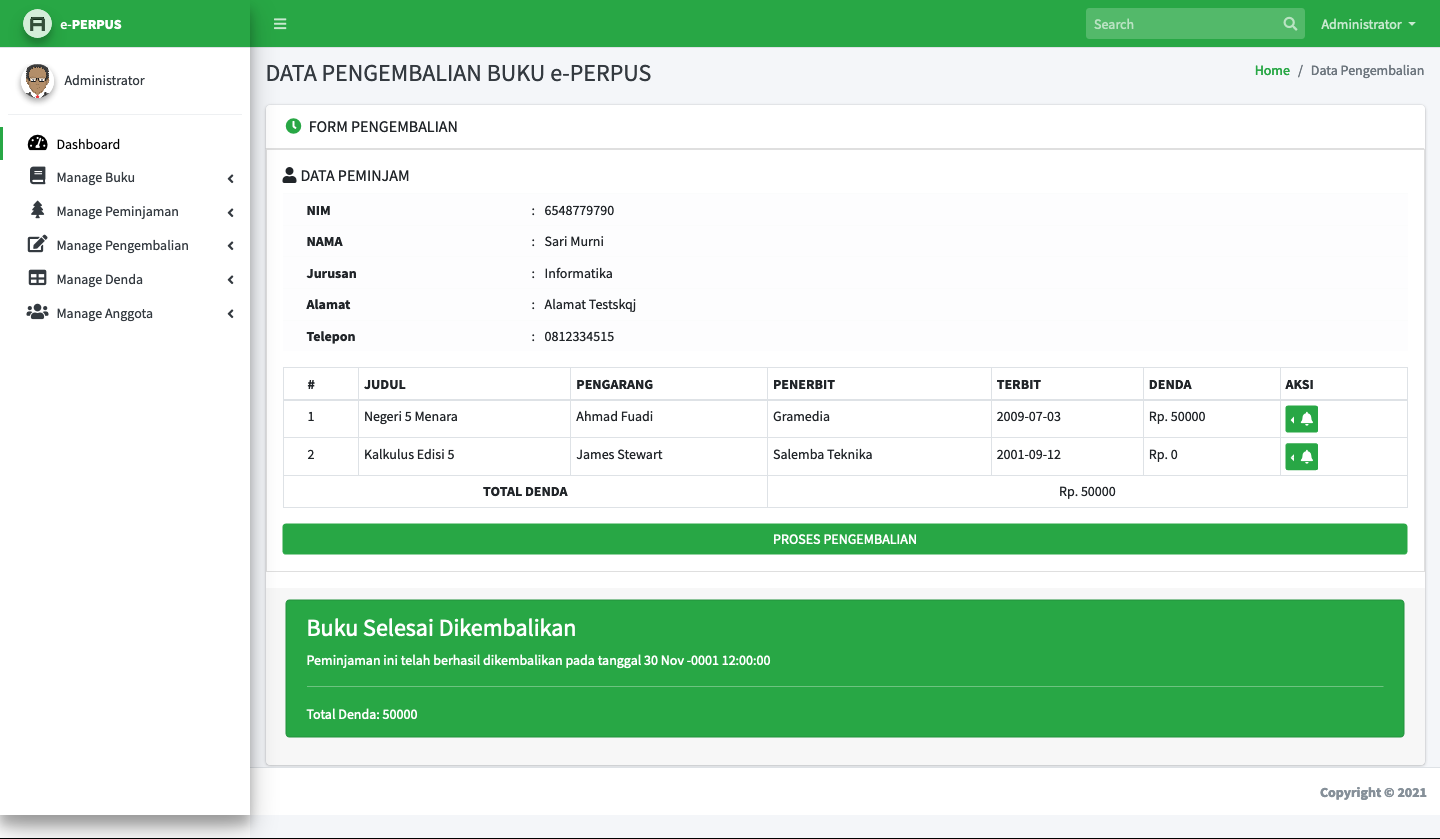 e-PERPUS
Search
Administrator
Administrator
Dashboard
Manage Buku
Manage Peminjaman
Manage Pengembalian
Manage Denda
Manage Anggota
DATA PENGEMBALIAN BUKU e-PERPUS
Home / Data Pengembalian
FORM PENGEMBALIAN
DATA PEMINJAM
NIM : 6548779790
NAMA : Sari Murni
Jurusan : Informatika
Alamat : Alamat Testskqj
Telepon : 0812334515
# JUDUL PENGARANG PENERBIT TERBIT DENDA AKSI
1 Negeri 5 Menara Ahmad Fuadi Gramedia 2009-07-03 Rp. 50000
2 Kalkulus Edisi 5 James Stewart Salemba Teknika 2001-09-12 Rp. 0
TOTAL DENDA Rp. 50000
PROSES PENGEMBALIAN
Buku Selesai Dikembalikan
Peminjaman ini telah berhasil dikembalikan pada tanggal 30 Nov -0001 12:00:00
Total Denda: 50000
Copyright © 2021